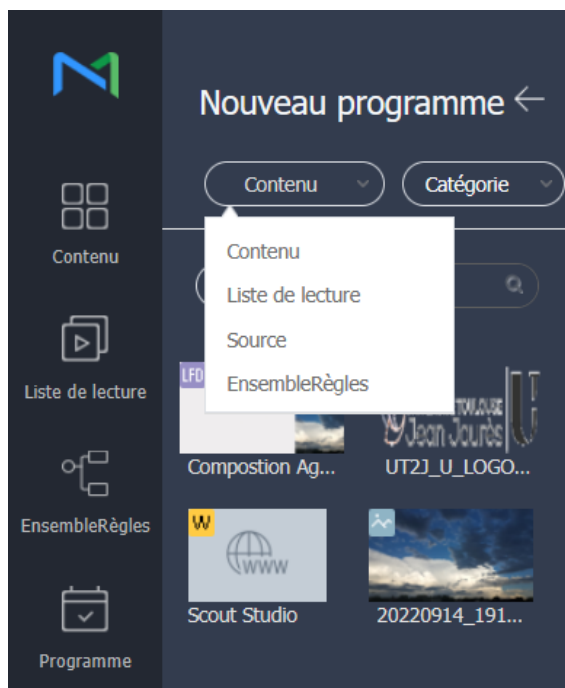 Nouveau programme
Contenu
Catégorie
Contenu
Liste de lecture
Source
EnsembleRègles
Contenu
Liste de lecture
EnsembleRègles
Programme
LFD
TOULOUSE
Jean Jaurès
U
Compostion Ag...
UT2J_U_LOGO...
W
www
Scout Studio
20220914_191...